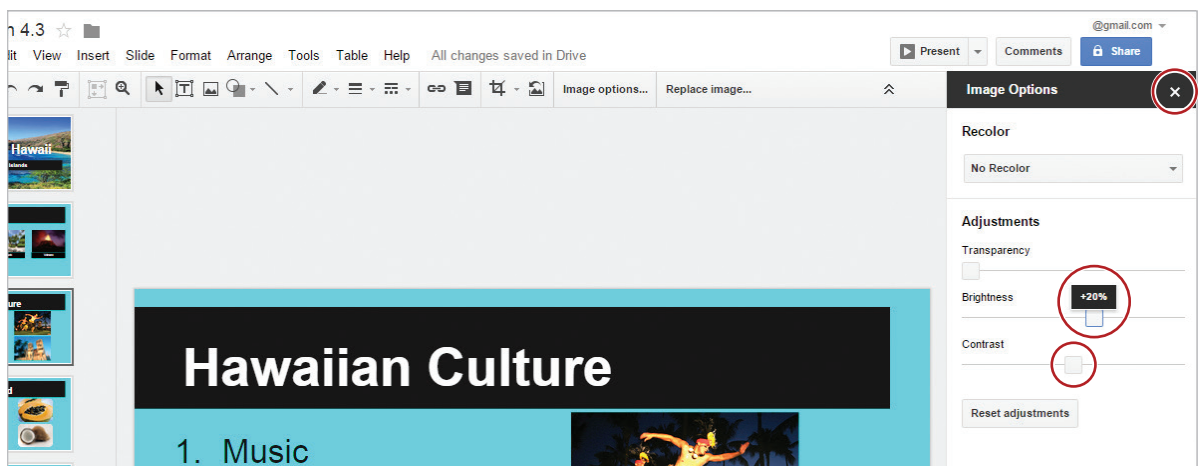 n 4.3
@gmail.com
lit View Insert Slide Format Arrange Tools Table Help All changes saved in Drive
Present Comments Share
Image options... Replace image...
Image Options
Recolor
No Recolor
Adjustments
Transparency
Brightness
+20%
Contrast
Reset adjustments
Hawaii
Islands
ure
d
Hawaiian Culture
1. Music